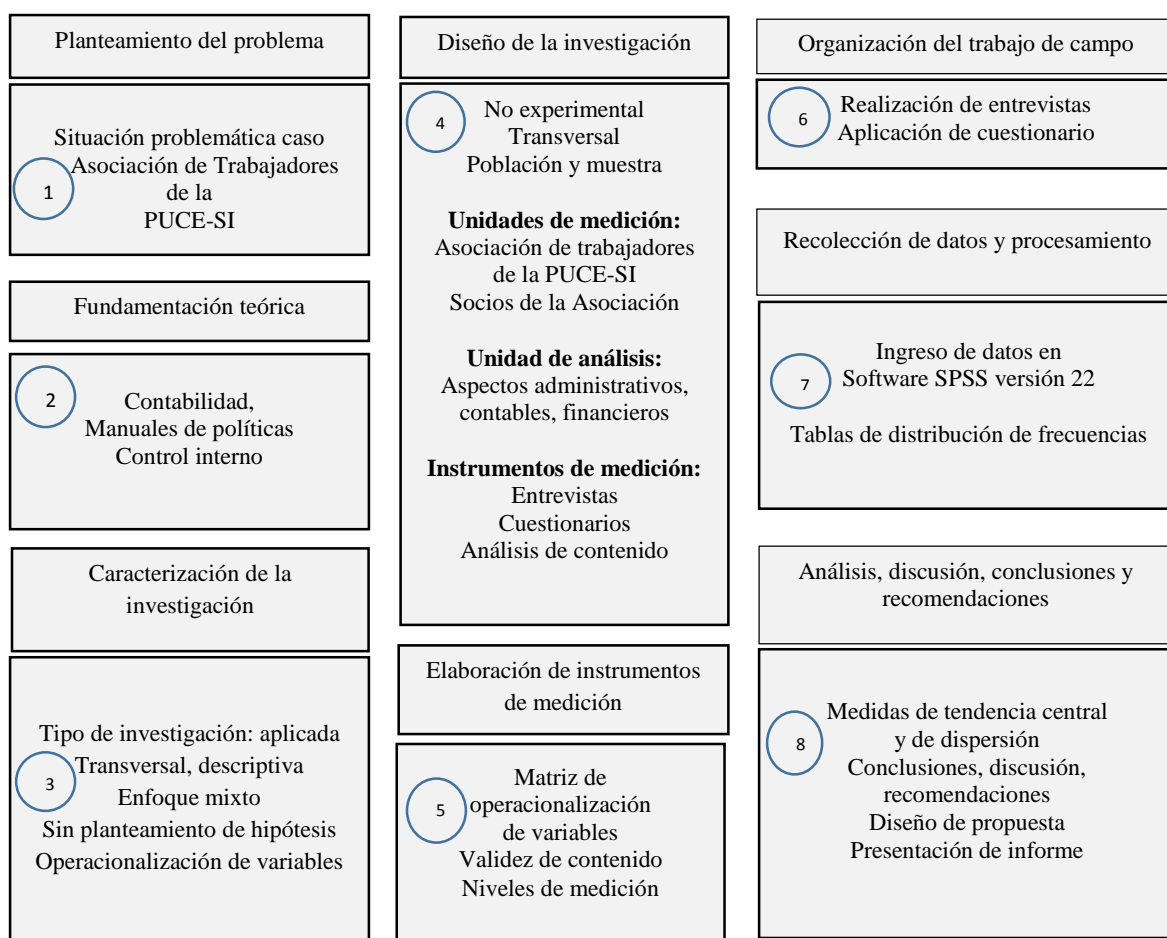 Planteamiento del problema
Situación problemática caso
Asociación de Trabajadores
de la
PUCE-SI
1
Fundamentación teórica
2
Contabilidad,
Manuales de políticas
Control interno
Caracterización de la
investigación
Tipo de investigación: aplicada
Transversal, descriptiva
3
Enfoque mixto
Sin planteamiento de hipótesis
Operacionalización de variables
Diseño de la investigación
4
No experimental
Transversal
Población y muestra
Unidades de medición:
Asociación de trabajadores
de la PUCE-SI
Socios de la Asociación
Unidad de análisis:
Aspectos administrativos,
contables, financieros
Instrumentos de medición:
Entrevistas
Cuestionarios
Análisis de contenido
Elaboración de instrumentos
de medición
Matriz de
5
operacionalización
de variables
Validez de contenido
Niveles de medición
Organización del trabajo de campo
6
Realización de entrevistas
Aplicación de cuestionario
Recolección de datos y procesamiento
Ingreso de datos en
7
Software SPSS versión 22
Tablas de distribución de frecuencias
Análisis, discusión, conclusiones y
recomendaciones
Medidas de tendencia central
8
y de dispersión
Conclusiones, discusión,
recomendaciones
Diseño de propuesta
Presentación de informe